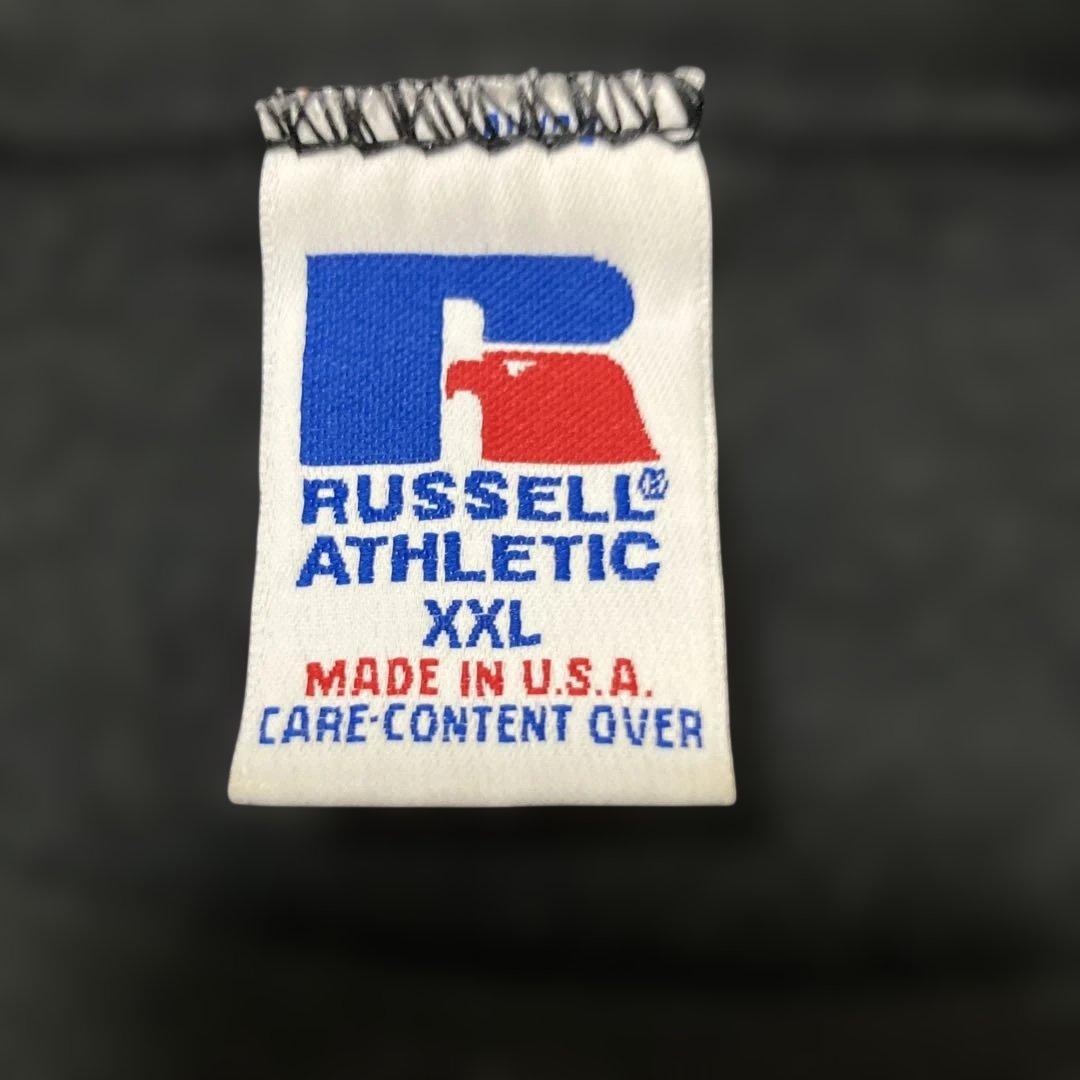 RUSSELL®
ATHLETIC
XXL
MADE IN U.S.A.
CARE-CONTENT OVER